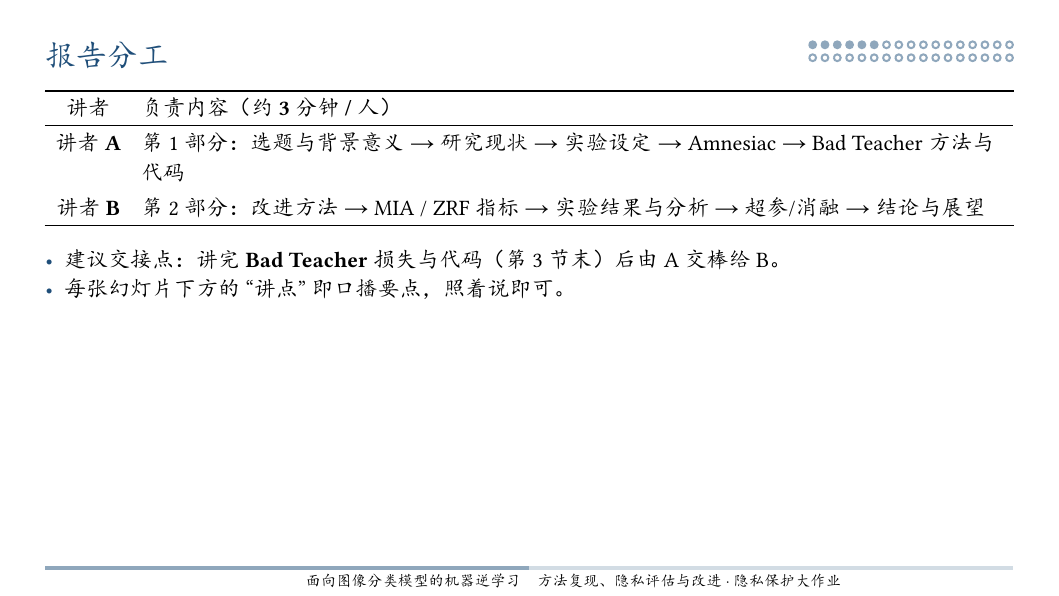 报告分工
讲者 负责内容（约 3 分钟 / 人）
讲者 A 第 1 部分：选题与背景意义 → 研究现状 → 实验设定 → Amnesiac → Bad Teacher 方法与
代码
讲者 B 第 2 部分：改进方法 → MIA / ZRF 指标 → 实验结果与分析 → 超参/消融 → 结论与展望
• 建议交接点：讲完 Bad Teacher 损失与代码（第 3 节末）后由 A 交棒给 B。
• 每张幻灯片下方的 “讲点” 即口播要点，照着说即可。
面向图像分类模型的机器逆学习 方法复现、隐私评估与改进 · 隐私保护大作业